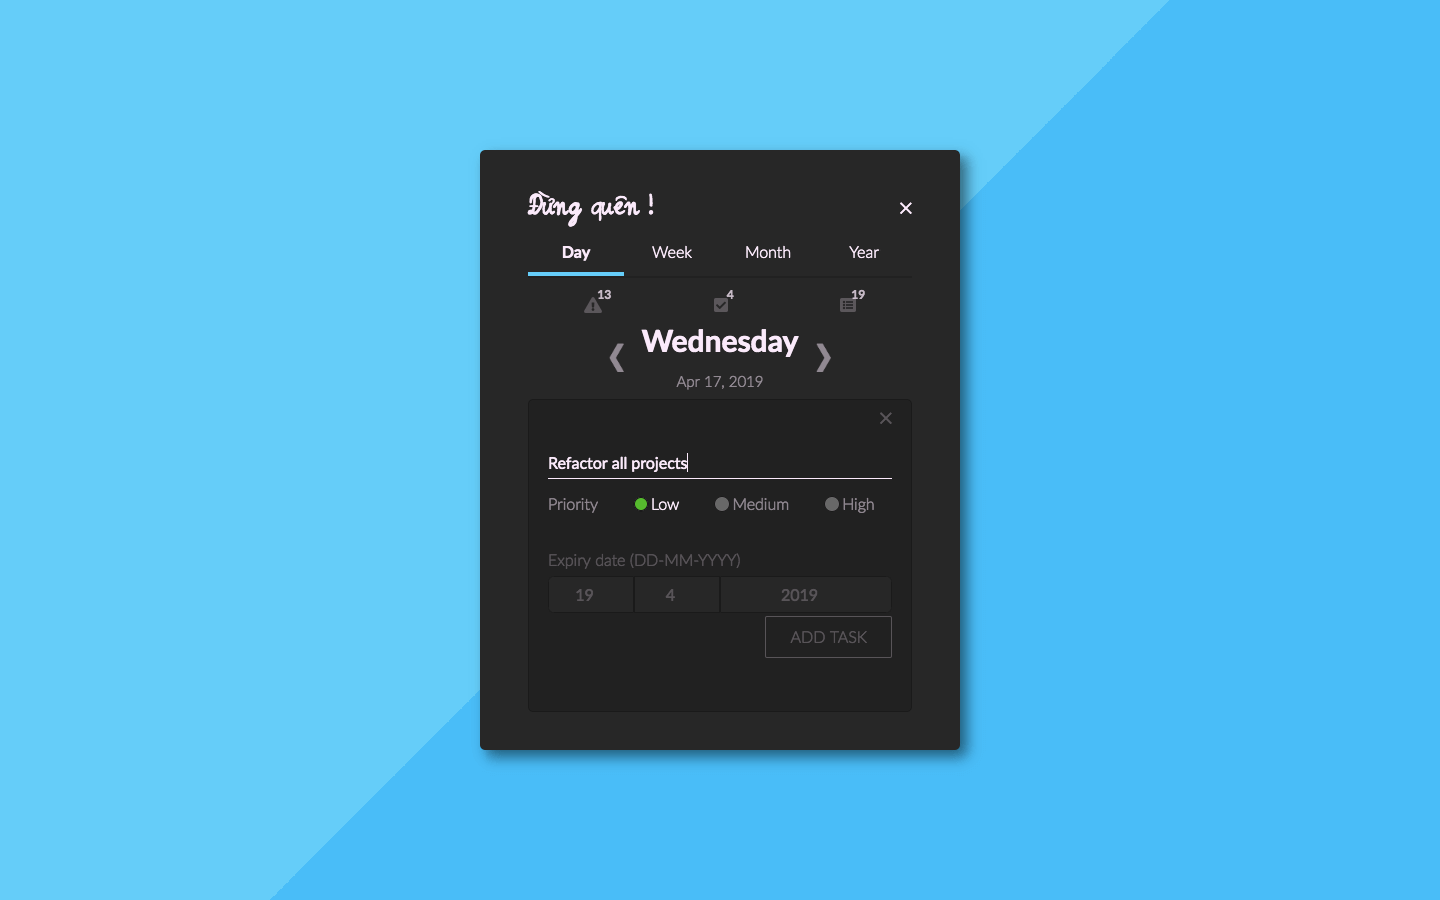 Đừng quên !
Day Week Month Year
13 4 19
Wednesday
Apr 17, 2019
Refactor all projects
Priority Low Medium High
Expiry date (DD-MM-YYYY)
19 4 2019
ADD TASK